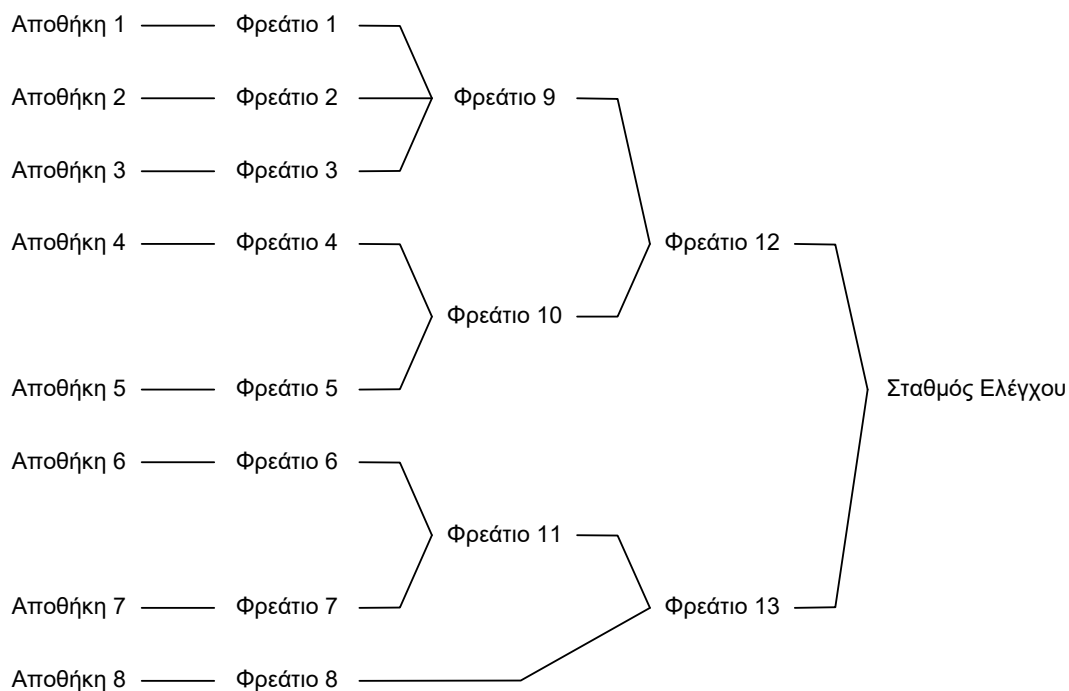 Αποθήκη 1 Φρεάτιο 1
Αποθήκη 2 Φρεάτιο 2 Φρεάτιο 9
Αποθήκη 3 Φρεάτιο 3
Αποθήκη 4 Φρεάτιο 4 Φρεάτιο 12
Φρεάτιο 10
Αποθήκη 5 Φρεάτιο 5 Σταθμός Ελέγχου
Αποθήκη 6 Φρεάτιο 6
Φρεάτιο 11
Αποθήκη 7 Φρεάτιο 7 Φρεάτιο 13
Αποθήκη 8 Φρεάτιο 8